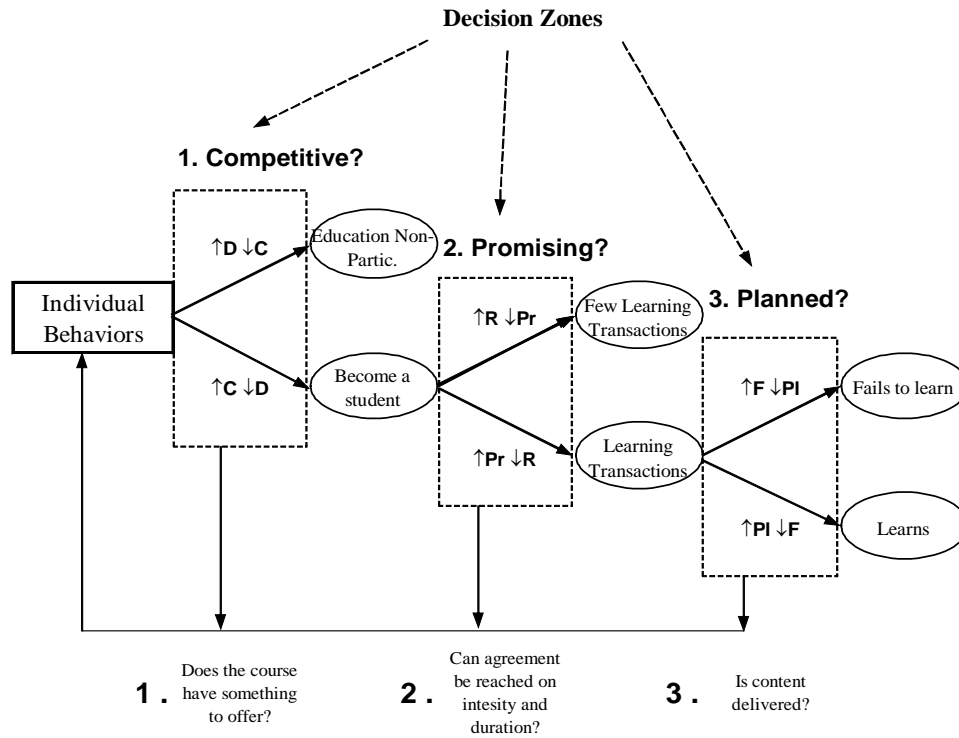 Decision Zones
1. Competitive?
↑D ↓C
Education Non-
Partic.
2. Promising?
Individual
Behaviors
↑R ↓Pr
Few Learning
Transactions
3. Planned?
↑C ↓D
Become a
student
↑F ↓Pl
Fails to learn
↑Pr ↓R
Learning
Transactions
↑Pl ↓F
Learns
1 .
Does the course
have something
to offer?
2 .
Can agreement
be reached on
intesity and
duration?
3 .
Is content
delivered?